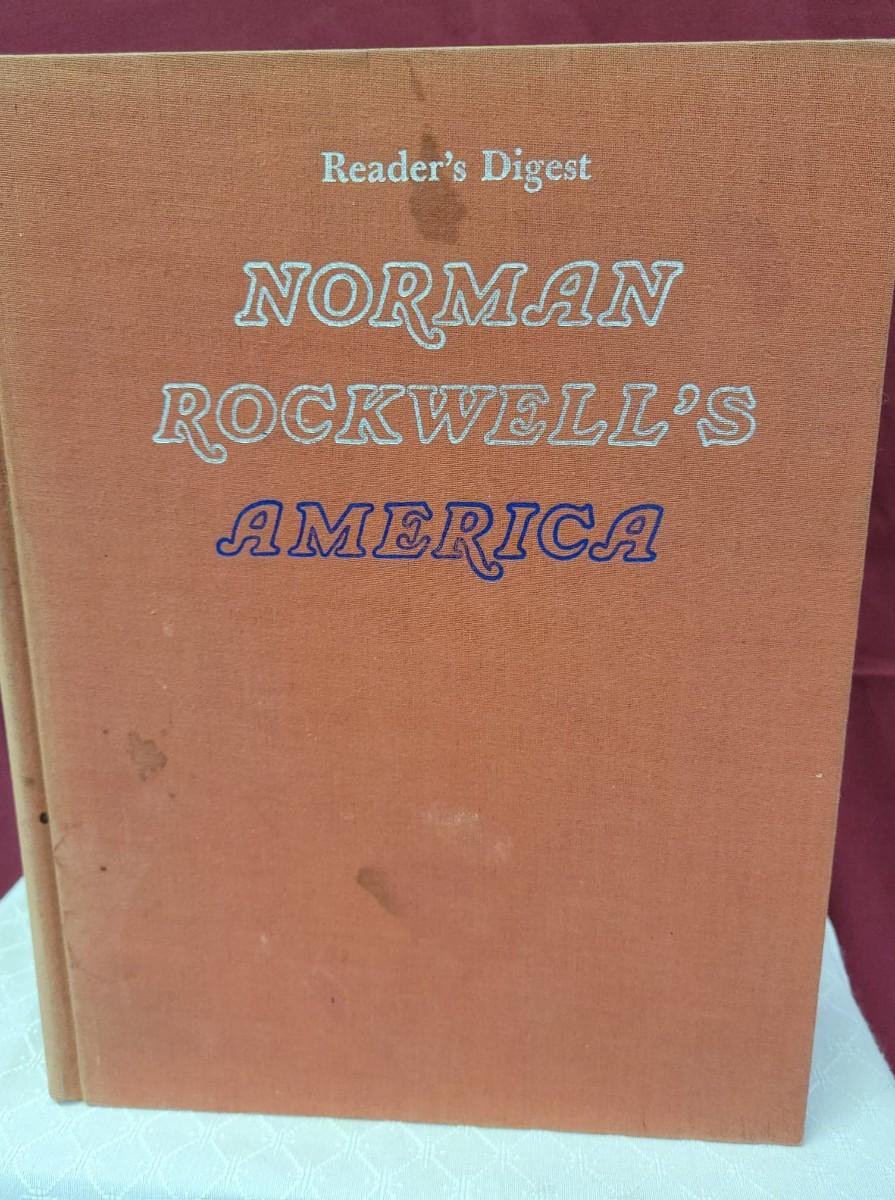 Reader's Digest
NORMAN
ROCKWELL'S
AMERICA